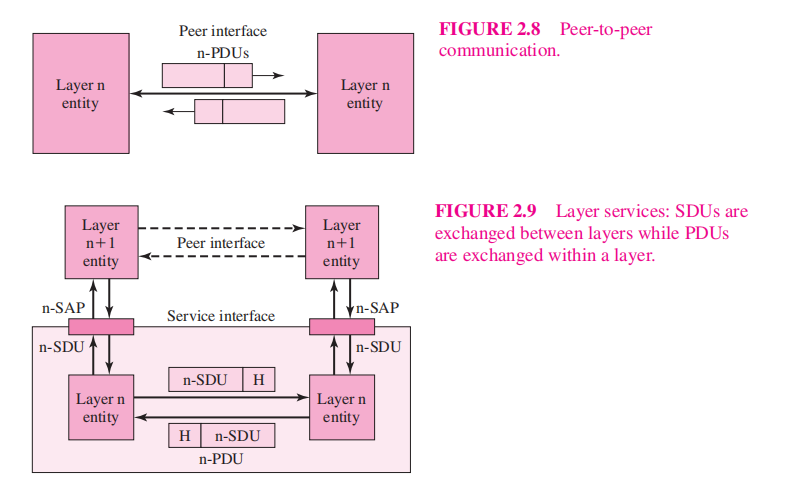 Peer interface
n-PDUs
Layer n
entity
Layer n
entity
FIGURE 2.8 Peer-to-peer
communication.
Layer
n+1
entity
Peer interface
Layer
n+1
entity
n-SAP
Service interface
n-SAP
n-SDU
n-SDU
n-SDU H
Layer n
entity
Layer n
entity
H n-SDU
n-PDU
FIGURE 2.9 Layer services: SDUs are
exchanged between layers while PDUs
are exchanged within a layer.